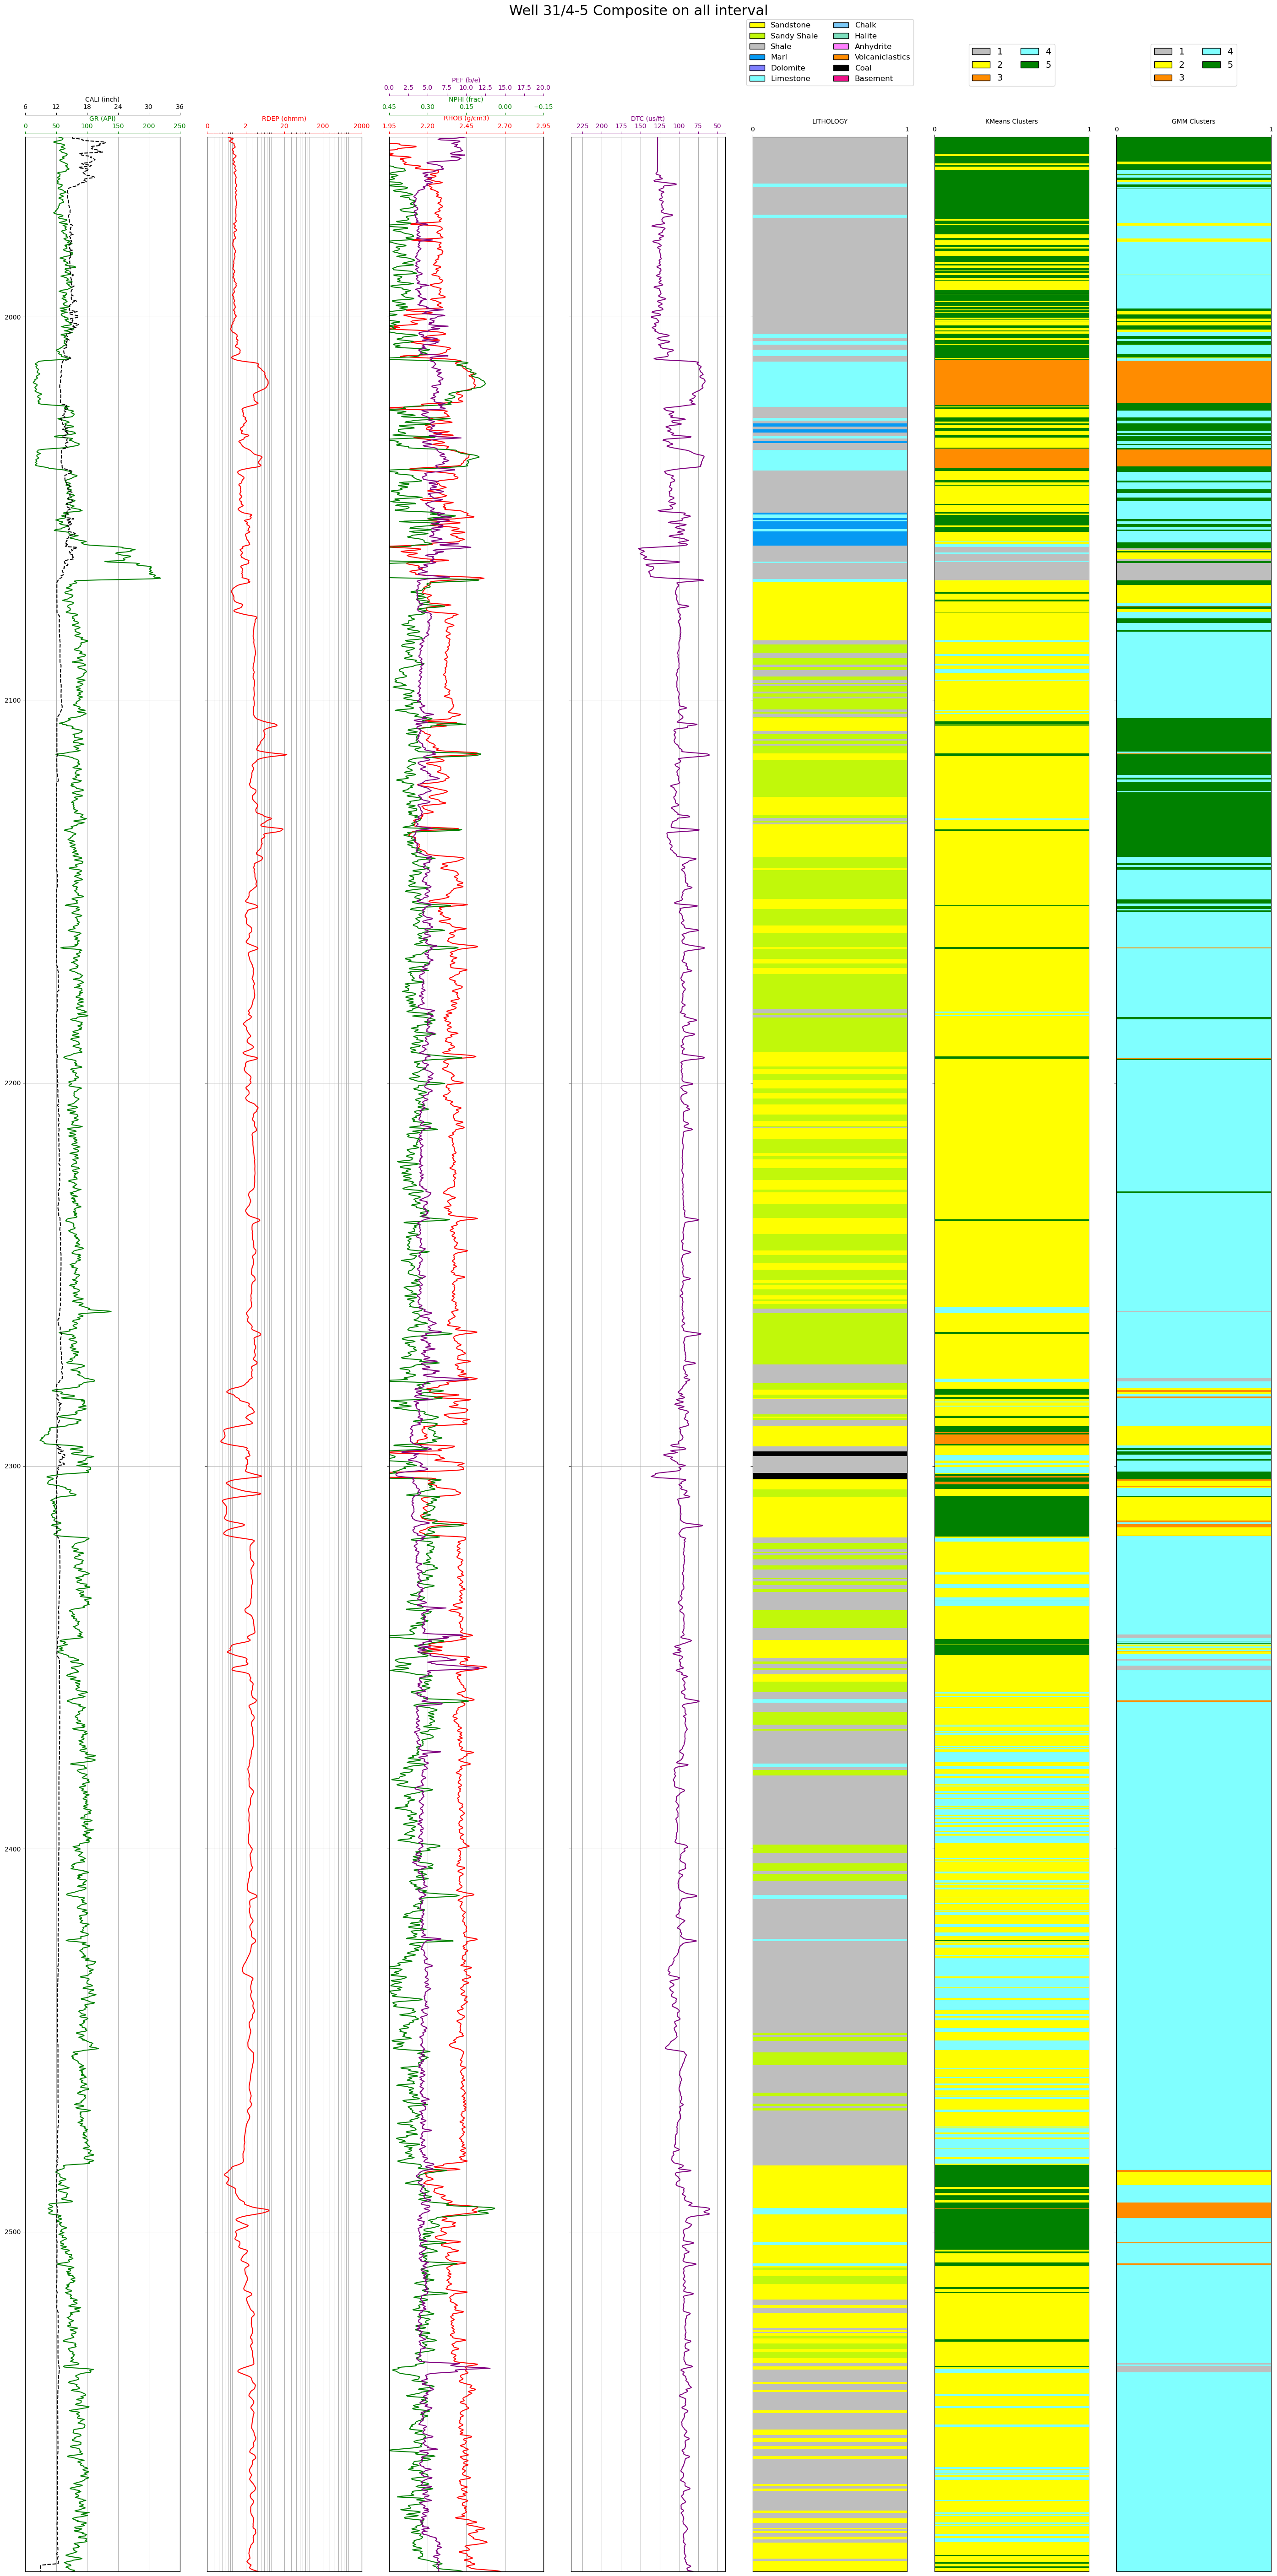 Well 31/4-5 Composite on all interval
Sandstone Chalk
Sandy Shale Halite
Shale Anhydrite
Marl Volcaniclastics
Dolomite Coal
Limestone Basement
1 4
2 5
3
1 4
2 5
3
PEF (b/e)
0.0 2.5 5.0 7.5 10.0 12.5 15.0 17.5 20.0
CALI (inch)
6 12 18 24 30 36
NPHI (frac)
0.45 0.30 0.15 0.00 −0.15
GR (API)
0 50 100 150 200 250
RDEP (ohmm)
0 2 20 200 2000
RHOB (g/cm3)
1.95 2.20 2.45 2.70 2.95
DTC (us/ft)
225 200 175 150 125 100 75 50
LITHOLOGY
0 1
KMeans Clusters
0 1
GMM Clusters
0 1
2000
2100
2200
2300
2400
2500